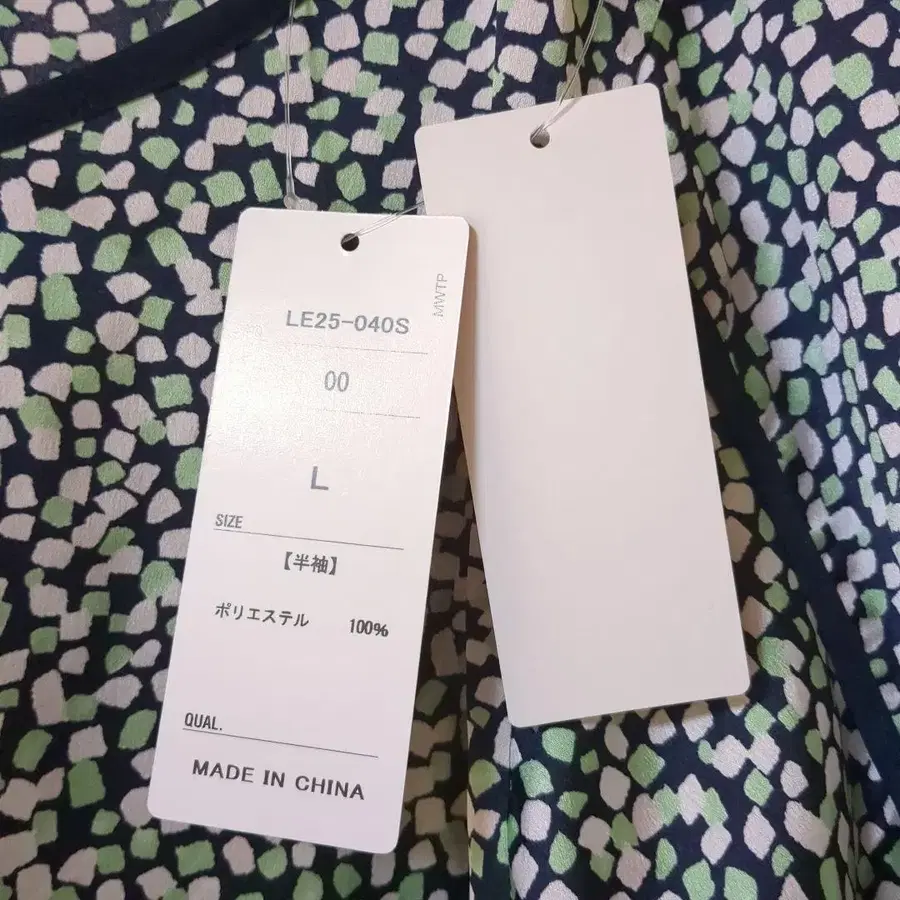 MWTP
LE25-040S
00
L
SIZE
【半袖】
ポリエステル 100%
QUAL.
MADE IN CHINA